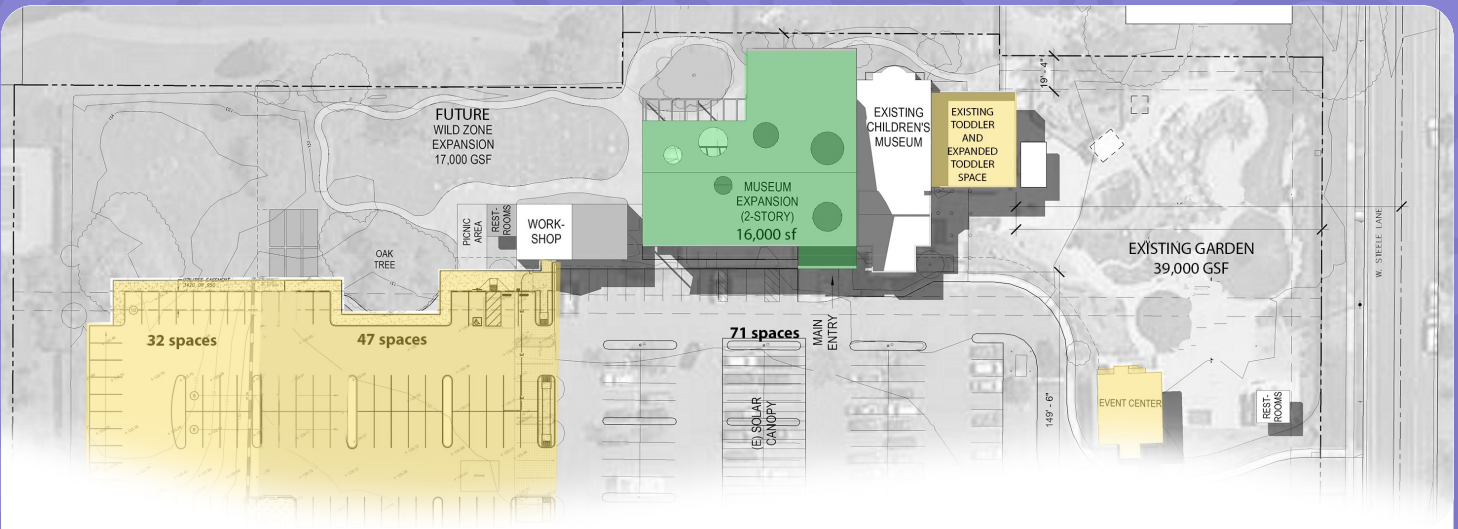 19' - 4"
FUTURE
WILD ZONE
EXPANSION
17,000 GSF
EXISTING
CHILDREN'S
MUSEUM
EXISTING
TODDLER
AND
EXPANDED
TODDLER
SPACE
MUSEUM
EXPANSION
(2-STORY)
16,000 sf
PICNIC
AREA
REST-
ROOMS
WORK-
SHOP
OAK
TREE
EXISTING GARDEN
39,000 GSF
W. STEELE LANE
32 spaces
47 spaces
71 spaces
MAIN
ENTRY
(E) SOLAR
CANOPY
149' - 6"
EVENT CENTER
REST-
ROOMS